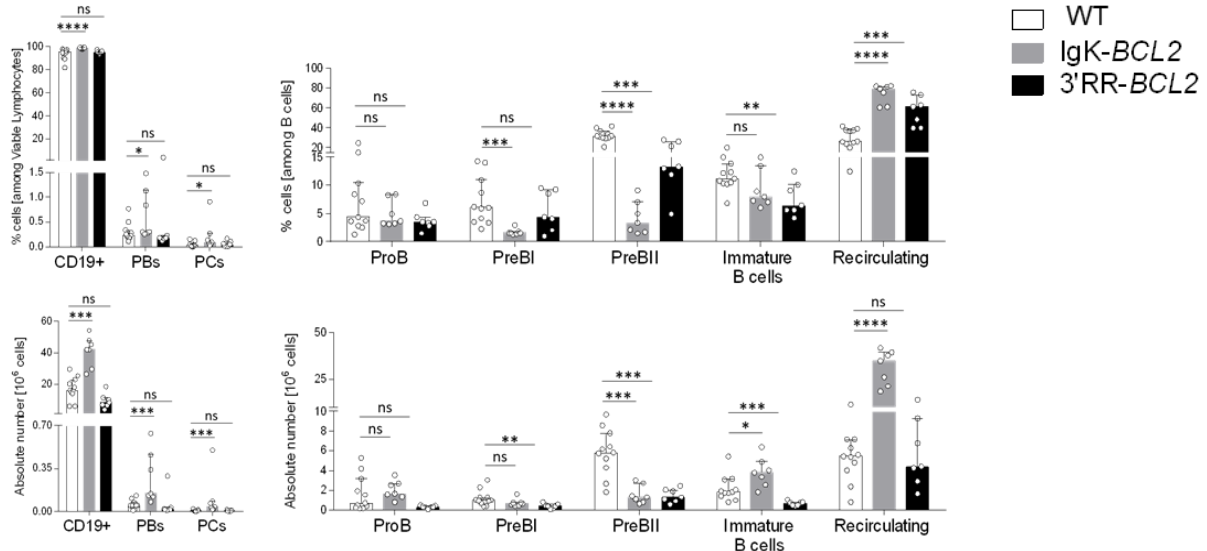 WT
IgK-BCL2
3'RR-BCL2
% cells [among Viable Lymphocytes]
100
80
60
40
20
1.5
1.0
0.5
0.0
ns
****
ns
*
ns
*
CD19+ PBs PCs
% cells [among B cells]
100
80
60
40
20
15
10
5
0
ns
ns
ns
***
***
****
**
ns
***
****
ProB PreBI PreBII Immature B cells Recirculating
Absolute number [10⁶ cells]
60
40
20
0.70
0.35
0.00
ns
***
ns
***
ns
***
CD19+ PBs PCs
Absolute number [10⁶ cells]
50
25
10
8
6
4
2
0
ns
ns
**
ns
***
***
***
*
ns
****
ProB PreBI PreBII Immature B cells Recirculating